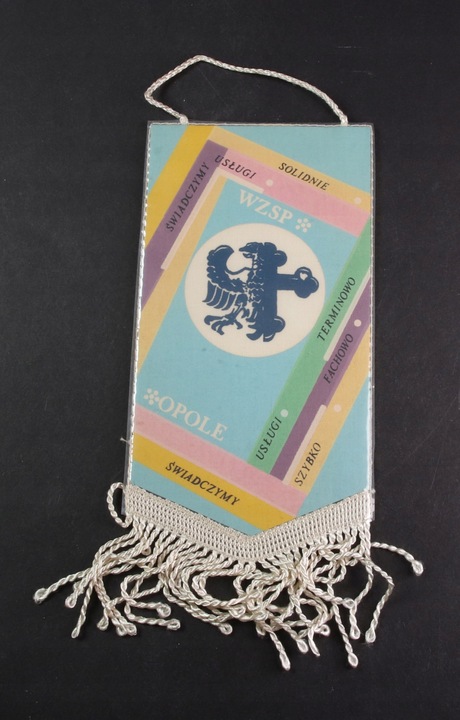 ŚWIADCZYMY
USŁUGI
SOLIDNIE
WZSP
TERMINOWO
FACHOWO
OPOLE
USŁUGI
SZYBKO
ŚWIADCZYMY